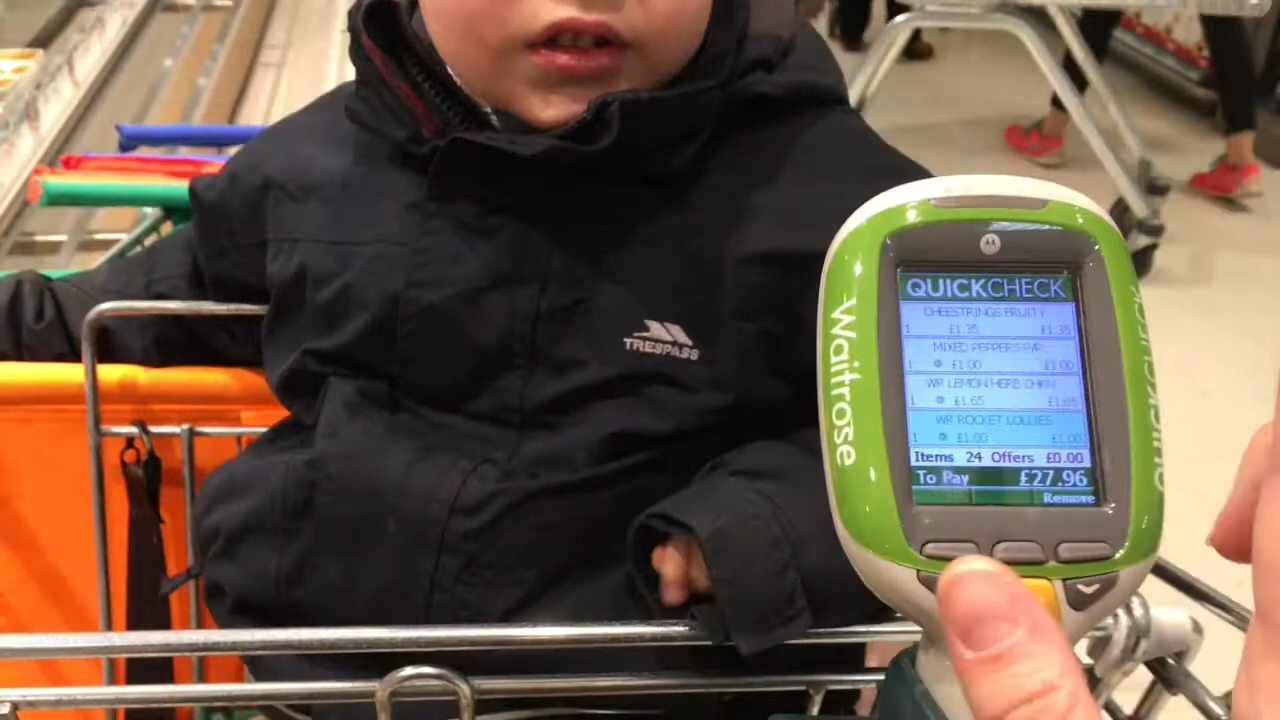 TRESPASS
Waitrose
QUICKCHECK
QUICKCHECK
CHEESTRINGS FRUITY
1 £1.35 £1.35
MIXED PEPPERS
1 £1.00 £1.00
WR LEMON HERB
1 £1.65 £1.65
WR ROCKET LOLLIES
1 £1.00 £1.00
Items 24 Offers £0.00
To Pay £27.96
Remove